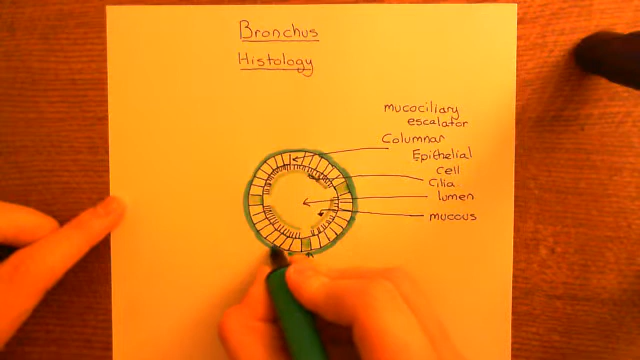 Bronchus
Histology
mucociliary
escalator
Columnar
Epithelial
cell
Cilia
lumen
mucous